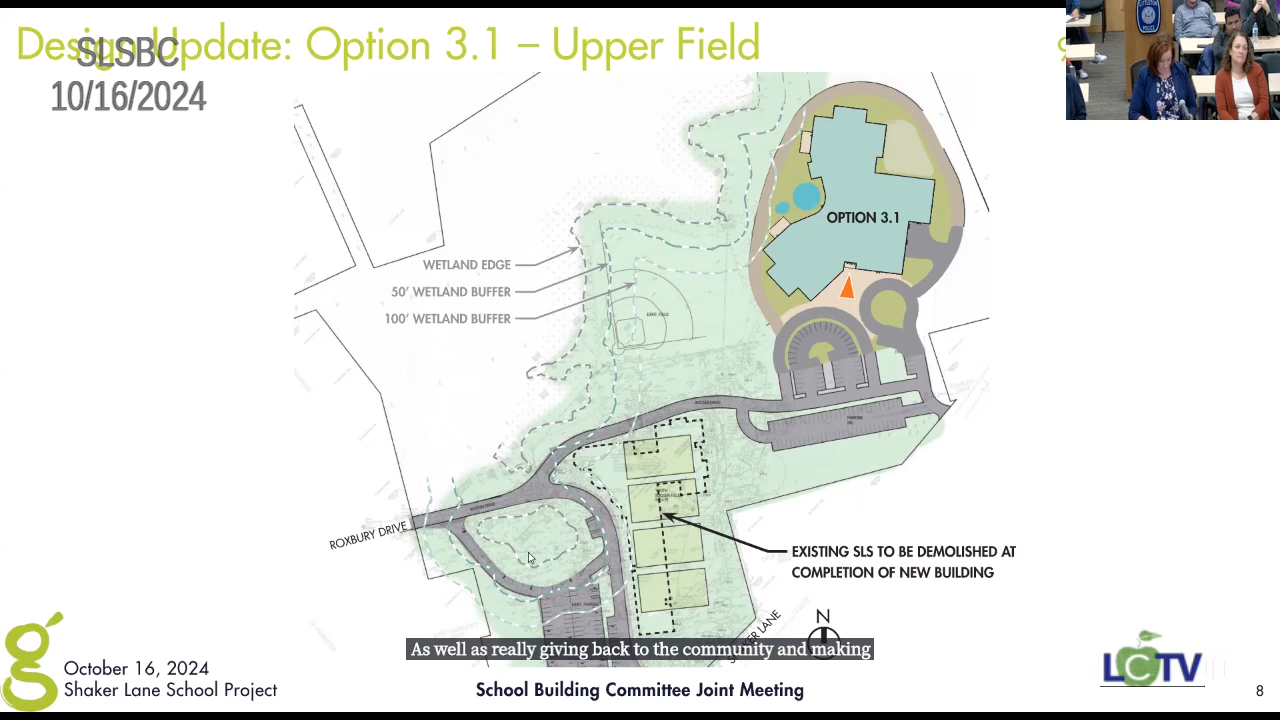 Design Update: Option 3.1 – Upper Field
SLSBC
10/16/2024
LITTLETON
POLICE
OPTION 3.1
WETLAND EDGE
50' WETLAND BUFFER
100' WETLAND BUFFER
ROXBURY DRIVE
EXISTING SLS TO BE DEMOLISHED AT
COMPLETION OF NEW BUILDING
N
LANE
As well as really giving back to the community and making
October 16, 2024
Shaker Lane School Project
School Building Committee Joint Meeting
LCTV
8